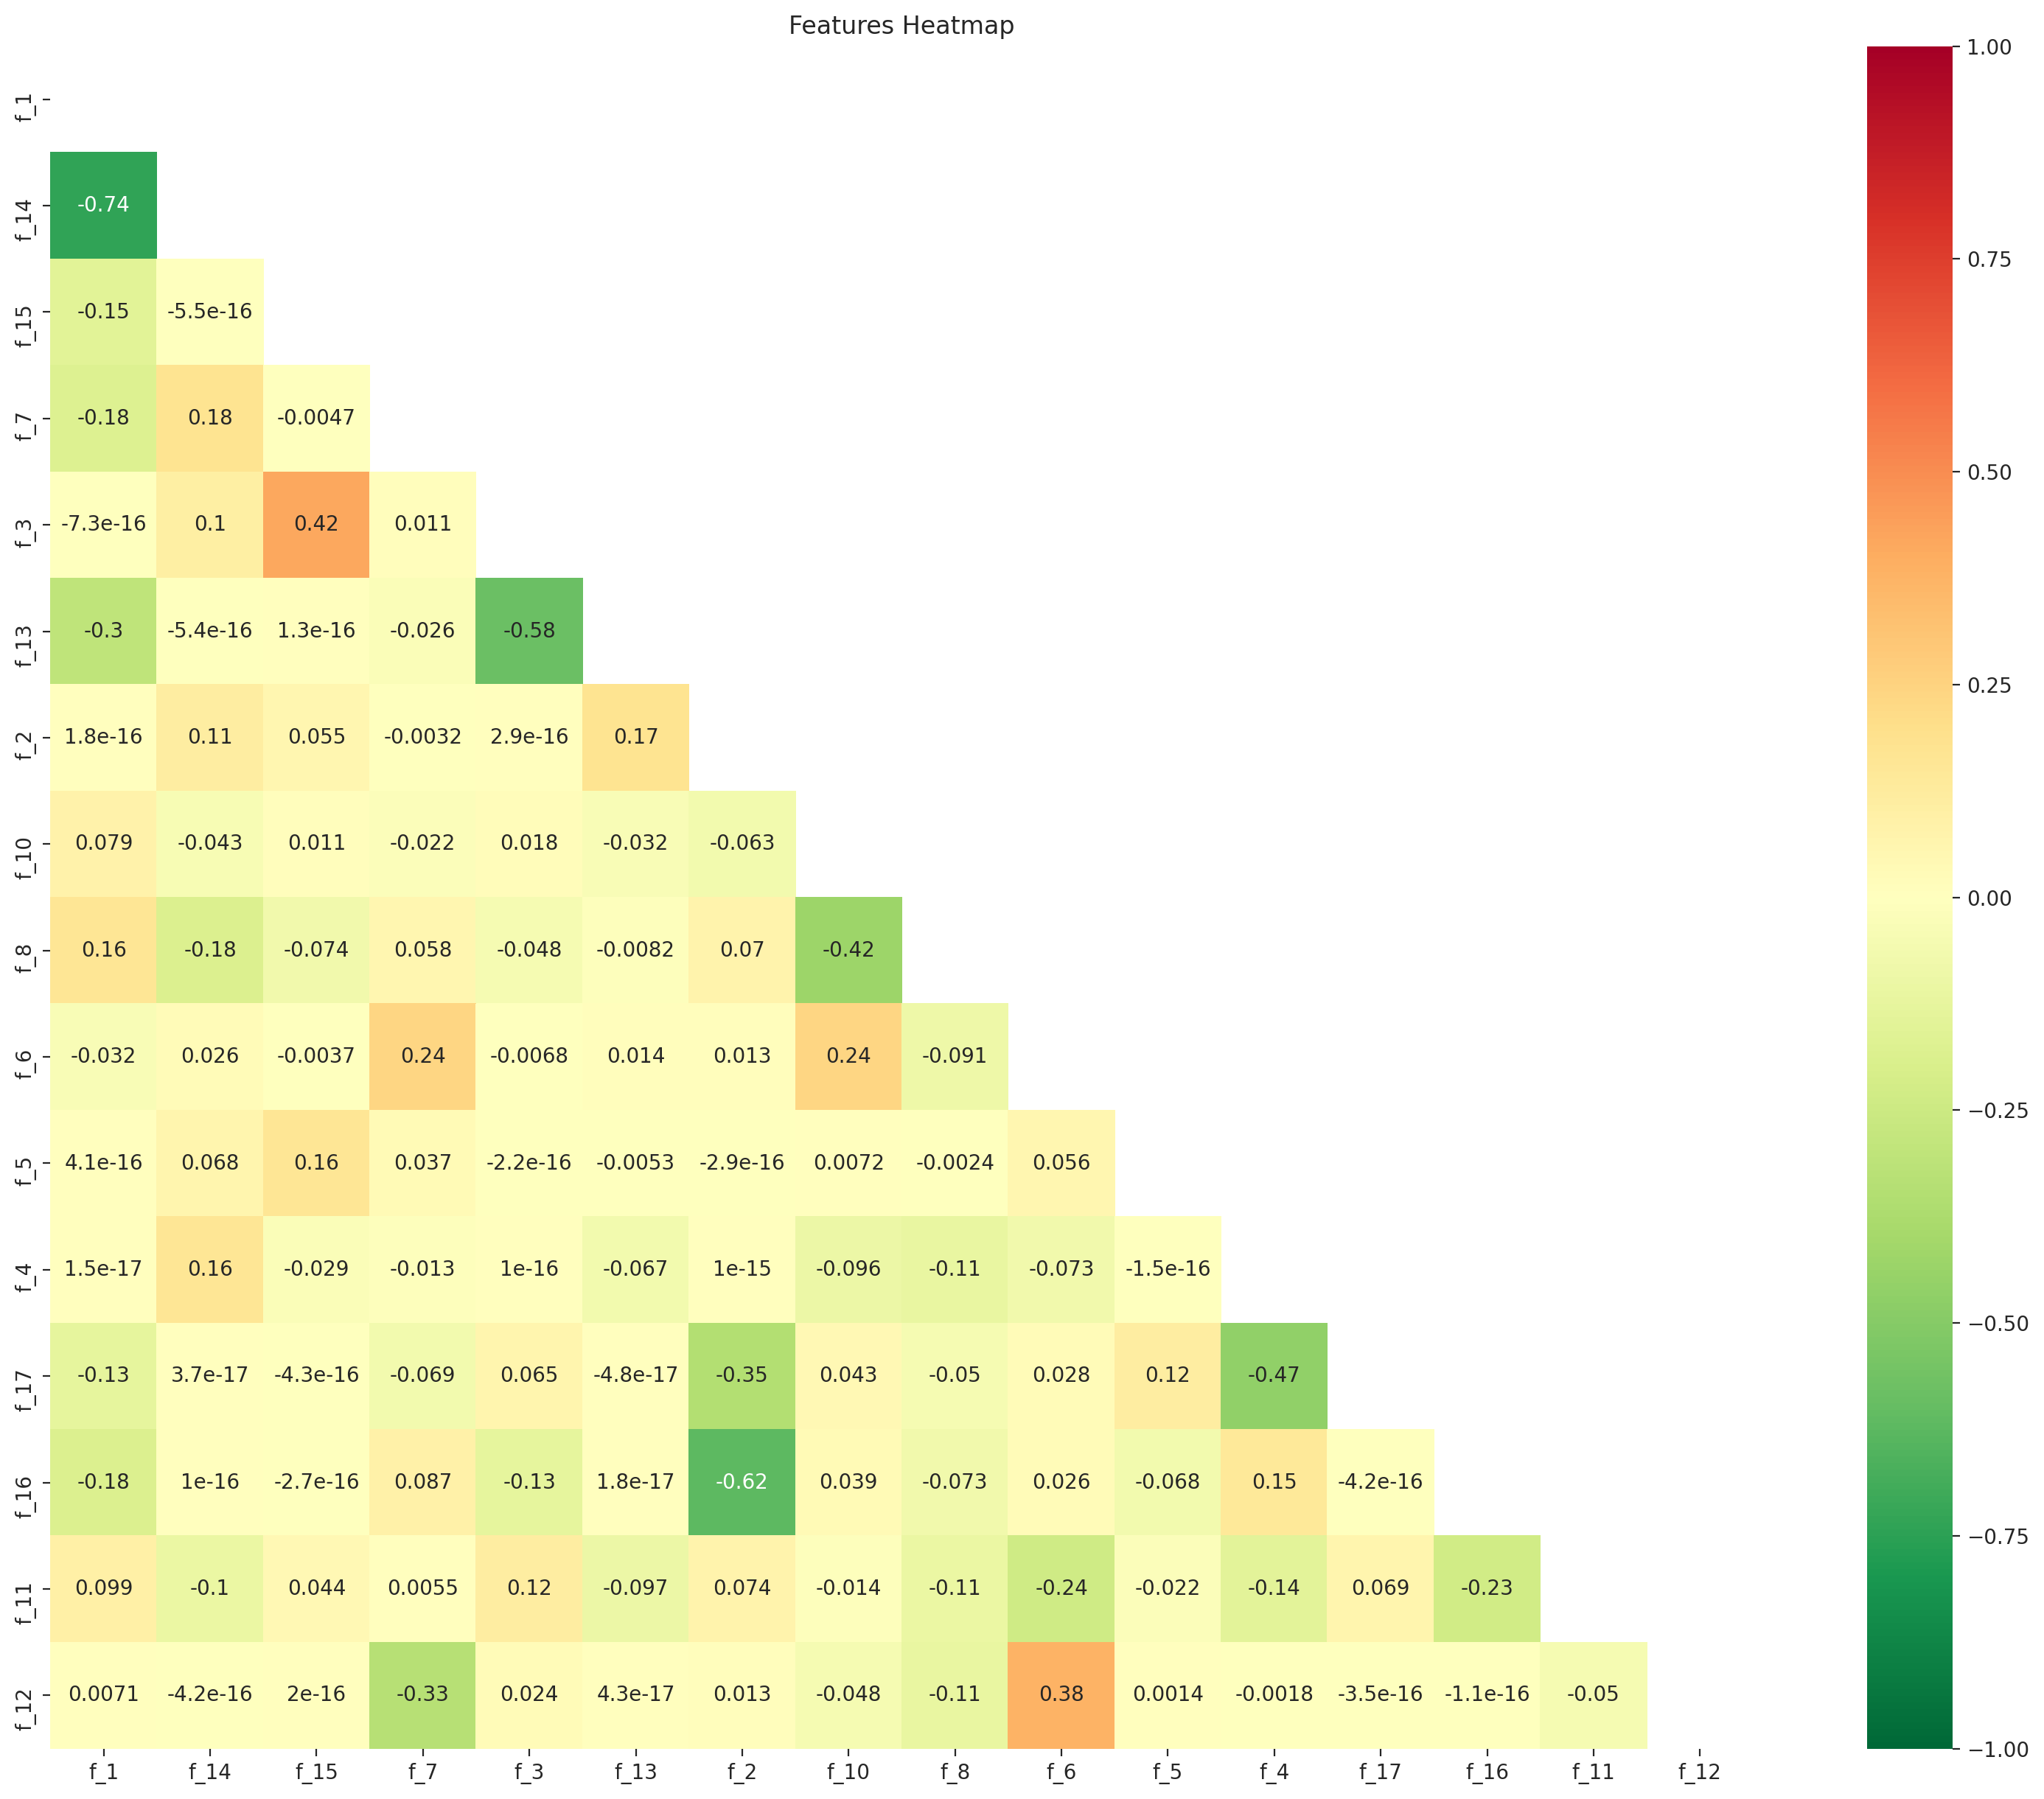 Features Heatmap
1.00
f_1
f_14 -0.74
0.75
f_15 -0.15 -5.5e-16
f_7 -0.18 0.18 -0.0047
0.50
f_3 -7.3e-16 0.1 0.42 0.011
f_13 -0.3 -5.4e-16 1.3e-16 -0.026 -0.58
0.25
f_2 1.8e-16 0.11 0.055 -0.0032 2.9e-16 0.17
f_10 0.079 -0.043 0.011 -0.022 0.018 -0.032 -0.063
0.00
f_8 0.16 -0.18 -0.074 0.058 -0.048 -0.0082 0.07 -0.42
f_6 -0.032 0.026 -0.0037 0.24 -0.0068 0.014 0.013 0.24 -0.091
−0.25
f_5 4.1e-16 0.068 0.16 0.037 -2.2e-16 -0.0053 -2.9e-16 0.0072 -0.0024 0.056
f_4 1.5e-17 0.16 -0.029 -0.013 1e-16 -0.067 1e-15 -0.096 -0.11 -0.073 -1.5e-16
−0.50
f_17 -0.13 3.7e-17 -4.3e-16 -0.069 0.065 -4.8e-17 -0.35 0.043 -0.05 0.028 0.12 -0.47
f_16 -0.18 1e-16 -2.7e-16 0.087 -0.13 1.8e-17 -0.62 0.039 -0.073 0.026 -0.068 0.15 -4.2e-16
−0.75
f_11 0.099 -0.1 0.044 0.0055 0.12 -0.097 0.074 -0.014 -0.11 -0.24 -0.022 -0.14 0.069 -0.23
f_12 0.0071 -4.2e-16 2e-16 -0.33 0.024 4.3e-17 0.013 -0.048 -0.11 0.38 0.0014 -0.0018 -3.5e-16 -1.1e-16 -0.05
−1.00
f_1 f_14 f_15 f_7 f_3 f_13 f_2 f_10 f_8 f_6 f_5 f_4 f_17 f_16 f_11 f_12